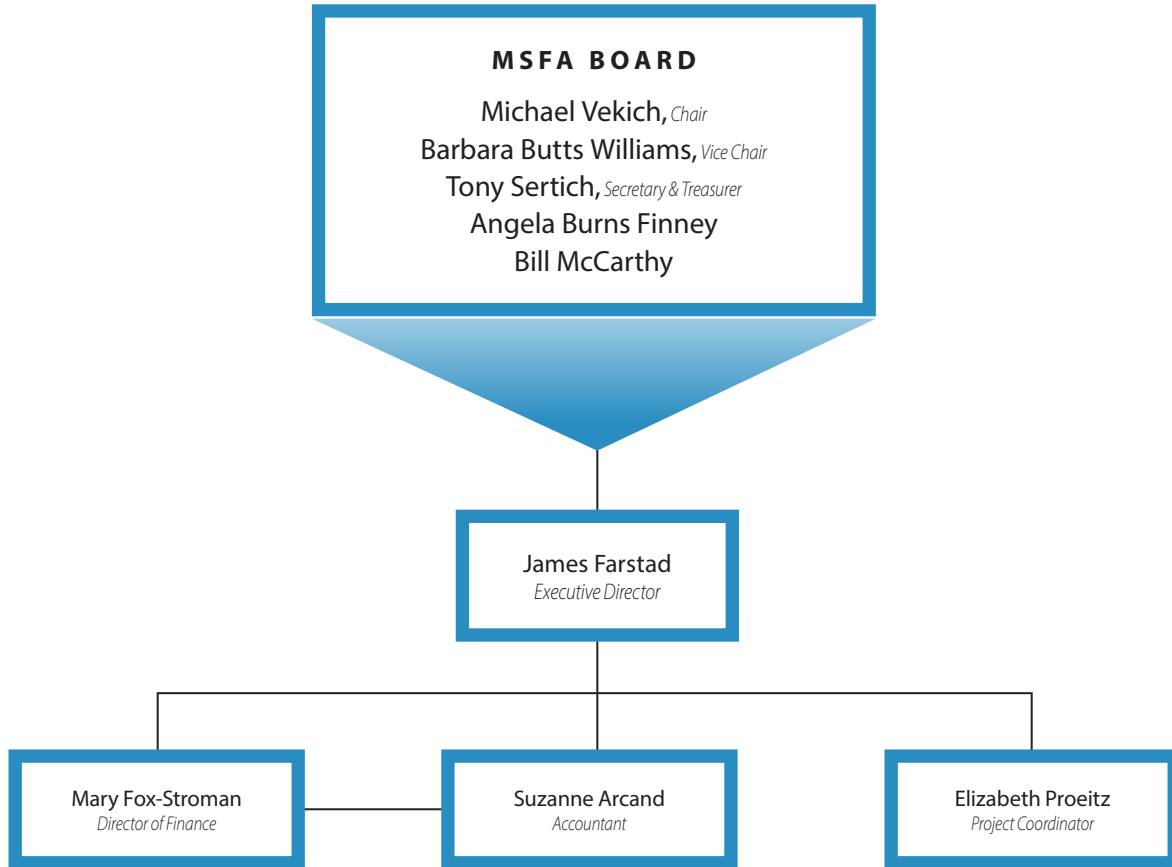 MSFA BOARD
Michael Vekich, Chair
Barbara Butts Williams, Vice Chair
Tony Sertich, Secretary & Treasurer
Angela Burns Finney
Bill McCarthy
James Farstad
Executive Director
Mary Fox-Stroman
Director of Finance
Suzanne Arcand
Accountant
Elizabeth Proeitz
Project Coordinator